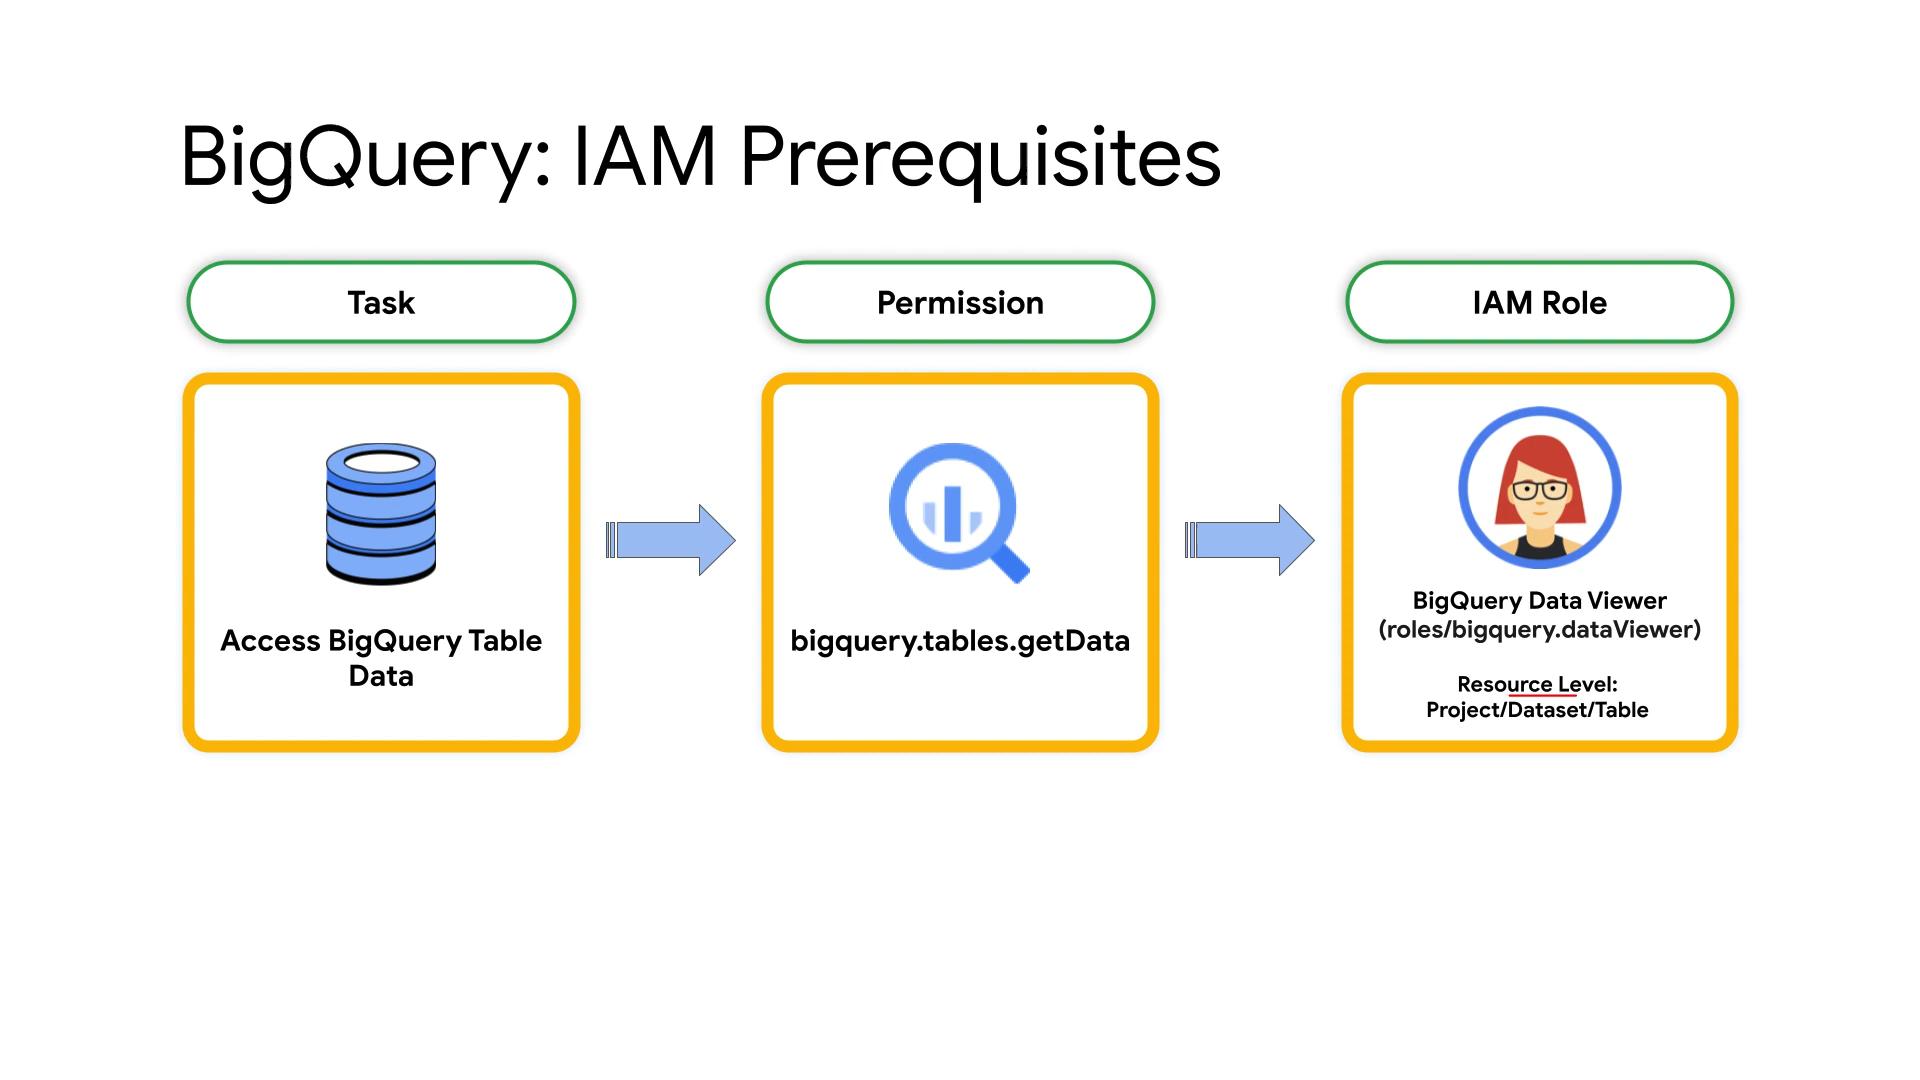 BigQuery: IAM Prerequisites
Task
Permission
IAM Role
Access BigQuery Table
Data
bigquery.tables.getData
BigQuery Data Viewer
(roles/bigquery.dataViewer)
Resource Level:
Project/Dataset/Table